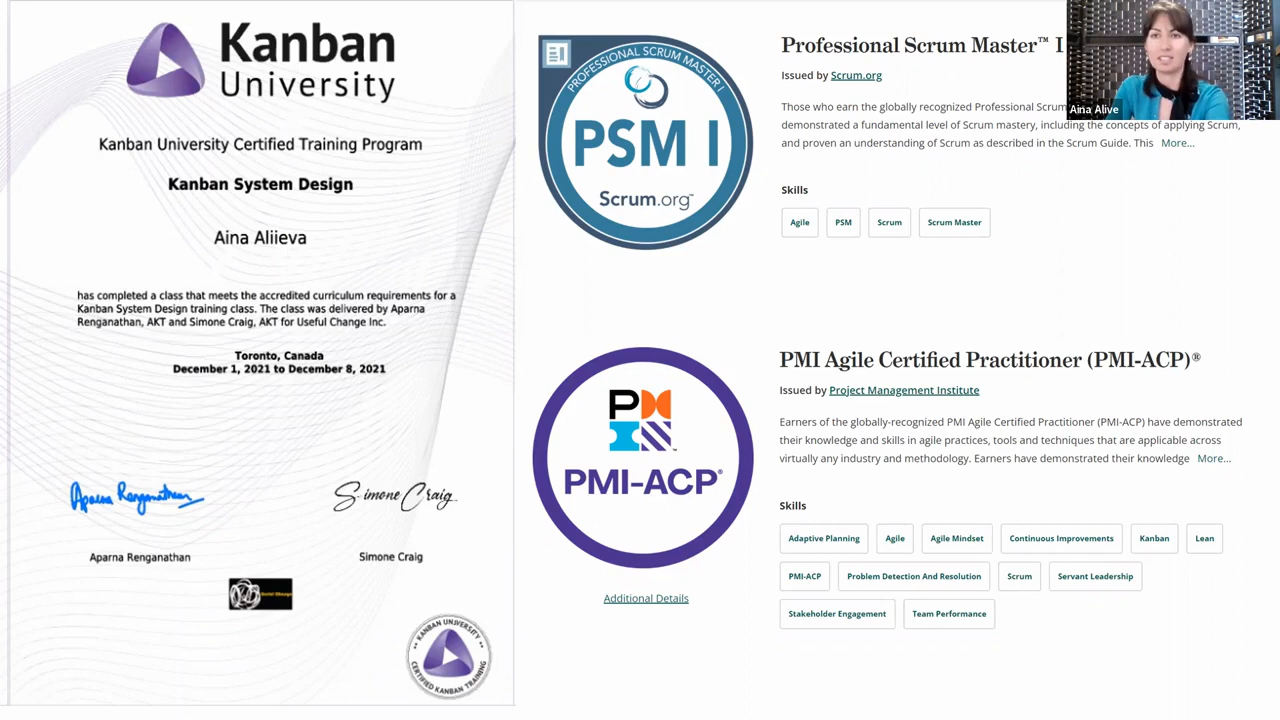 Kanban
University
Kanban University Certified Training Program
Kanban System Design
Aina Aliieva
has completed a class that meets the accredited curriculum requirements for a
Kanban System Design training class. The class was delivered by Aparna
Renganathan, AKT and Simone Craig, AKT for Useful Change Inc.
Toronto, Canada
December 1, 2021 to December 8, 2021
Aparna Renganathan
Simone Craig
Aparna Renganathan
Simone Craig
KANBAN UNIVERSITY
CERTIFIED KANBAN TRAINING
PROFESSIONAL SCRUM MASTER I
PSM I
Scrum.org™
Professional Scrum Master™ I
Issued by Scrum.org
Those who earn the globally recognized Professional Scrum
demonstrated a fundamental level of Scrum mastery, including the concepts of applying Scrum,
and proven an understanding of Scrum as described in the Scrum Guide. This More...
Skills
Agile
PSM
Scrum
Scrum Master
Aina Alive
PM
PMI-ACP®
Additional Details
PMI Agile Certified Practitioner (PMI-ACP)®
Issued by Project Management Institute
Earners of the globally-recognized PMI Agile Certified Practitioner (PMI-ACP) have demonstrated
their knowledge and skills in agile practices, tools and techniques that are applicable across
virtually any industry and methodology. Earners have demonstrated their knowledge More...
Skills
Adaptive Planning
Agile
Agile Mindset
Continuous Improvements
Kanban
Lean
PMI-ACP
Problem Detection And Resolution
Scrum
Servant Leadership
Stakeholder Engagement
Team Performance